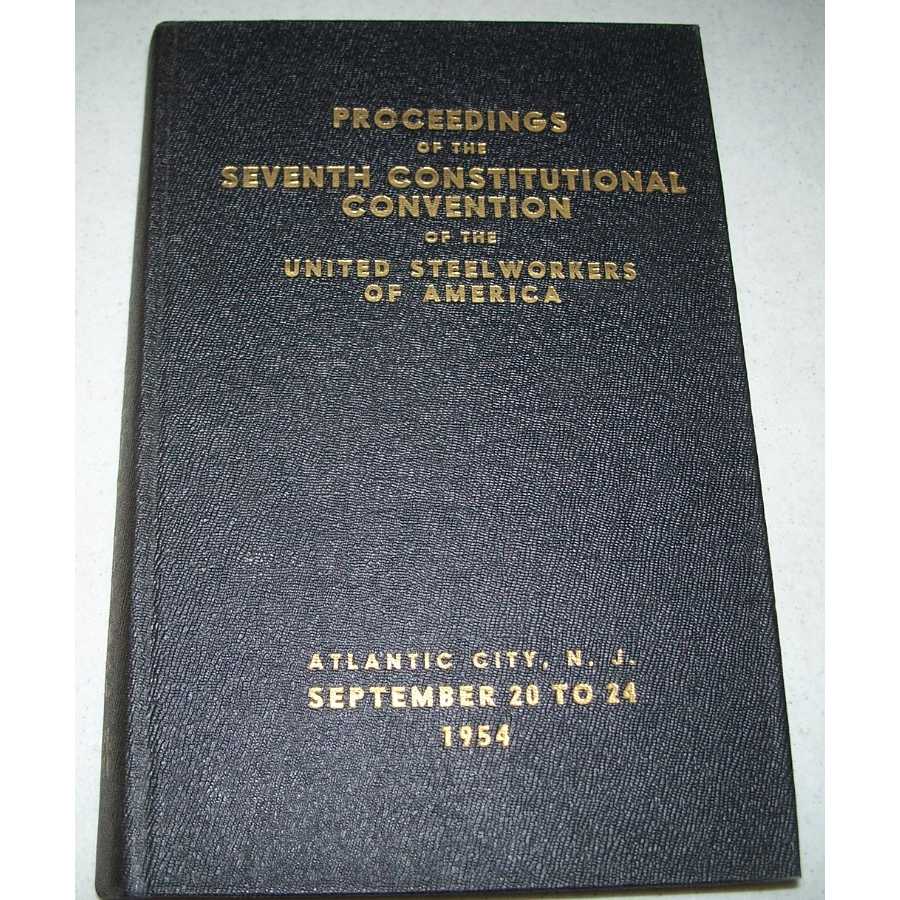 PROCEEDINGS
OF THE
SEVENTH CONSTITUTIONAL
CONVENTION
OF THE
UNITED STEELWORKERS
OF AMERICA
ATLANTIC CITY, N. J.
SEPTEMBER 20 TO 24
1954